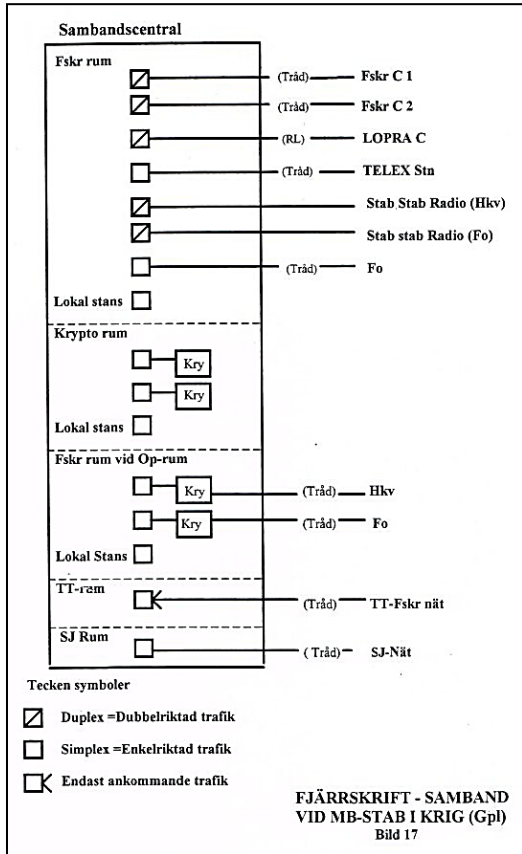 Sambandscentral
Fskr rum
(Tråd) Fskr C 1
(Tråd) Fskr C 2
(RL) LOPRA C
(Tråd) TELEX Stn
Stab Stab Radio (Hkv)
Stab stab Radio (Fo)
(Tråd) Fo
Lokal stans
Krypto rum
Kry
Kry
Lokal stans
Fskr rum vid Op-rum
Kry (Tråd) Hkv
Kry (Tråd) Fo
Lokal Stans
TT-rum
(Tråd) TT-Fskr nät
SJ Rum
( Tråd) SJ-Nät
Tecken symboler
Duplex =Dubbelriktad trafik
Simplex =Enkelriktad trafik
Endast ankommande trafik
FJÄRRSKRIFT - SAMBAND
VID MB-STAB I KRIG (Gpl)
Bild 17